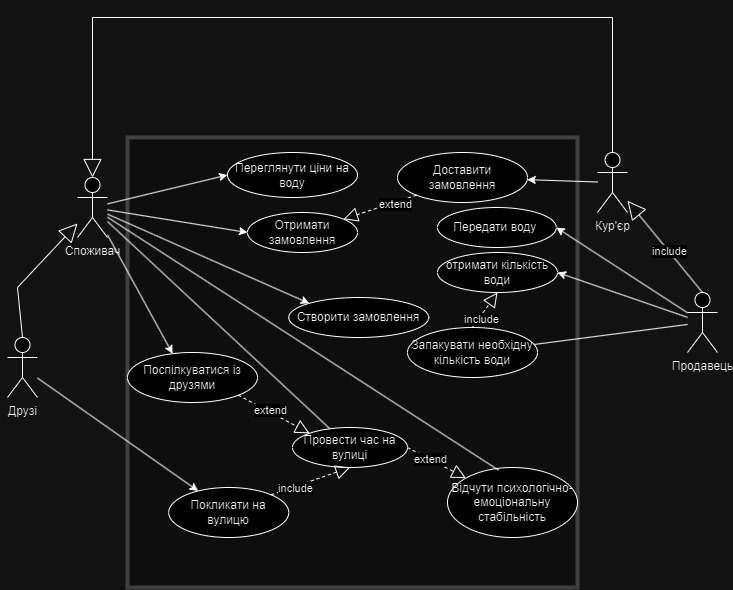 Переглянути ціни на
воду
Доставити
замовлення
extend
Отримати
замовлення
Передати воду
Кур'єр
Споживач
include
отримати кількість
води
Створити замовлення
include
Запакувати необхідну
кількість води
Продавець
Поспілкуватися із
друзями
Друзі
extend
Провести час на
вулиці
extend
include
Відчути психологічно-
емоціональну
стабільність
Покликати на
вулицю